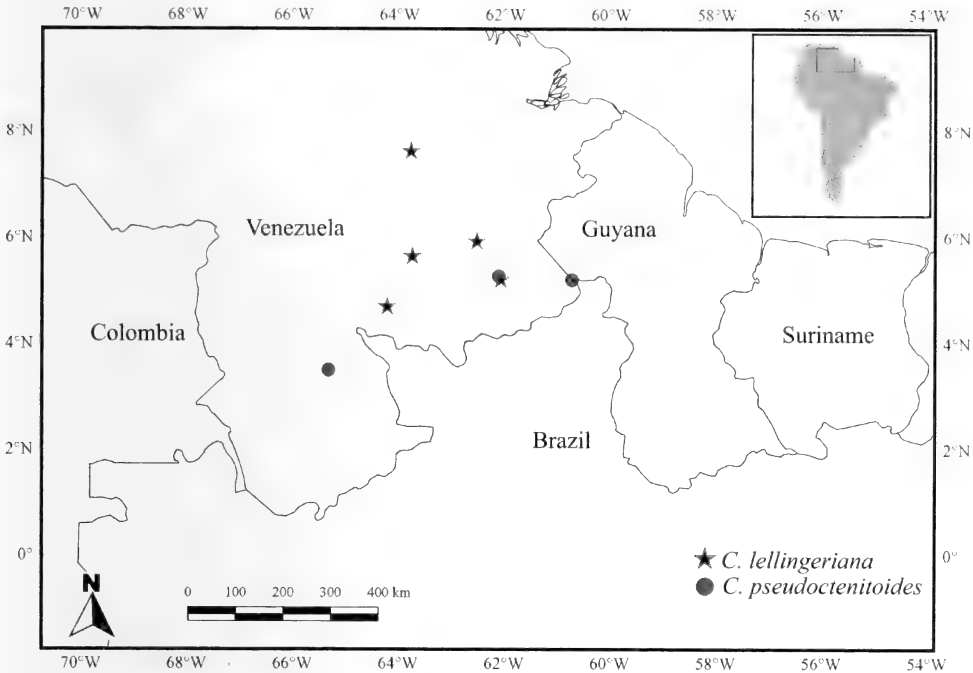 70°W 68°W 66°W 64°W 62°W 60°W 58°W 56°W 54°W
8°N 8°N
Venezuela Guyana
6°N 6°N
Colombia Suriname
4°N 4°N
Brazil
2°N 2°N
0° 0°
C. lellingeriana
C. pseudoctenitoides
N
0 100 200 300 400 km
70°W 68°W 66°W 64°W 62°W 60°W 58°W 56°W 54°W